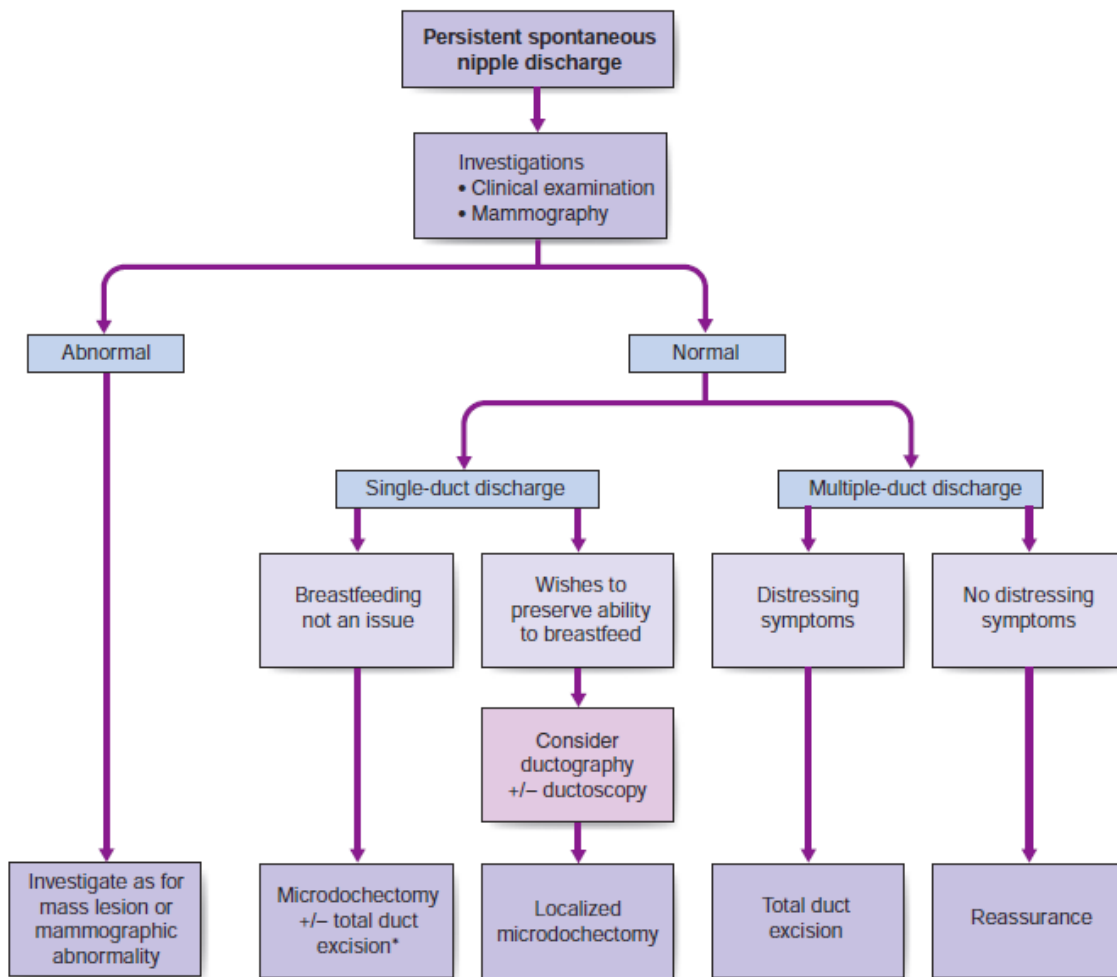 Persistent spontaneous
nipple discharge
Investigations
• Clinical examination
• Mammography
Abnormal
Normal
Single-duct discharge
Multiple-duct discharge
Breastfeeding
not an issue
Wishes to
preserve ability
to breastfeed
Distressing
symptoms
No distressing
symptoms
Consider
ductography
+/– ductoscopy
Investigate as for
mass lesion or
mammographic
abnormality
Microdochectomy
+/– total duct
excision*
Localized
microdochectomy
Total duct
excision
Reassurance